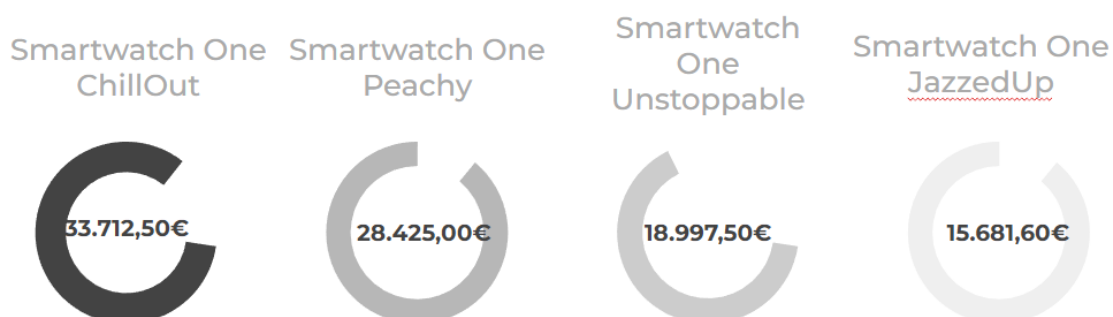 Smartwatch One
ChillOut
33.712,50€
Smartwatch One
Peachy
28.425,00€
Smartwatch
One
Unstoppable
18.997,50€
Smartwatch One
JazzedUp
15.681,60€